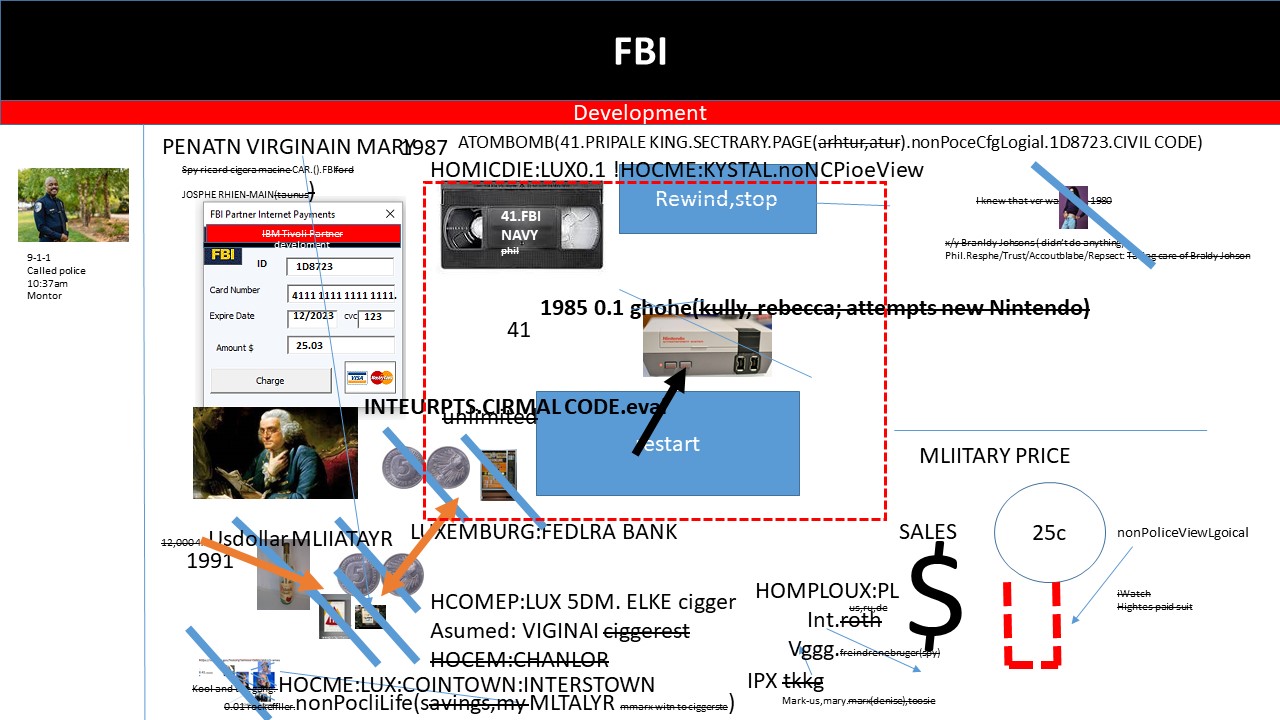 FBI
Development
PENATN VIRGINAIN MARY
1987
ATOMBOMB(41.PRIPALE KING.SECTRARY.PAGE(arhtur,atur).nonPoceCfgLogial.1D8723.CIVIL CODE)
Spy ricard cigera macine CAR.().FBIford
HOMICDIE:LUX0.1 !HOCME:KYSTAL.noNCPioeView
JOSPHE RHIEN-MAIN(taunus)
Rewind,stop
I knew that ver wa
1980
41.FBI
NAVY
phil
FBI Partner Internet Payments
IBM Tivoli Partner
develoment
FBI
ID
1D8723
Card Number
4111 1111 1111 1111.
Expire Date
12/2023
cvc
123
Amount $
25.03
Charge
VISA
MasterCard
9-1-1
Called police
10:37am
Montor
x/y Branldy Johsons ( didn't do anything,
Phil.Resphe/Trust/Accoutblabe/Repsect: care of Braldy Johson
1985 0.1 ghohe(kully, rebecca; attempts new Nintendo)
41
Nintendo
INTEURPTS.CIRMAL CODE.eval
unlimited
restart
5
MLIITARY PRICE
25c
nonPoliceViewLgoical
iWatch
Hightes paid suit
SALES
$
LUXEMBURG:FEDLRA BANK
12,000 4
Usdollar MLIIATAYR
1991
5
HCOMEP:LUX 5DM. ELKE cigger
Asumed: VIGINAI ciggerest
HOCEM:CHANLOR
HOMPLOUX:PL
us,ru,de
Int.roth
Vggg.freindrenebruger(spy)
IPX tkkg
Mark-us,mary.marx(denise),toosie
Kool and
HOCME:LUX:COINTOWN:INTERSTOWN
0.01 rockeffller.nonPocliLife(savings,my MLTALYR mmarx witn to ciggerste)